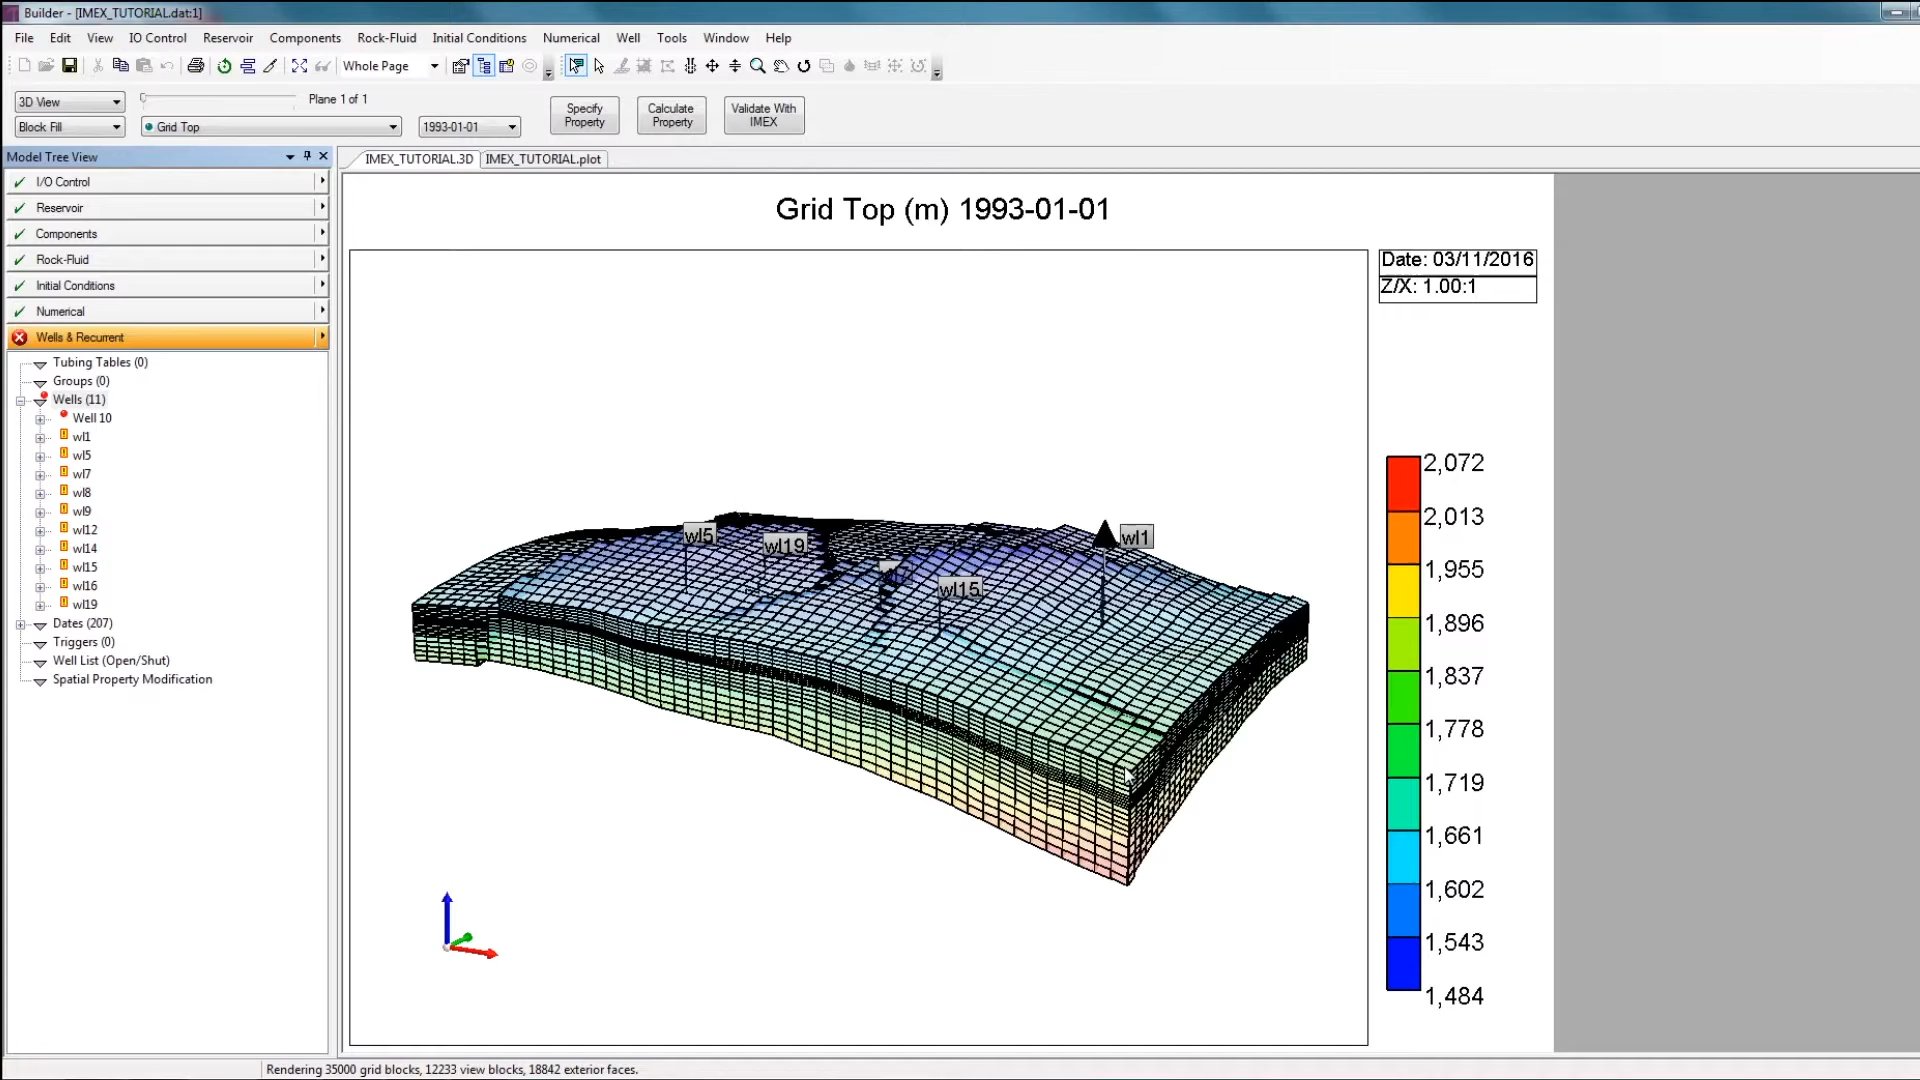 Builder - [IMEX_TUTORIAL.dat:1]
File Edit View IO Control Reservoir Components Rock-Fluid Initial Conditions Numerical Well Tools Window Help
Whole Page
3D View Plane 1 of 1
Block Fill Grid Top 1993-01-01
Specify Property
Calculate Property
Validate With IMEX
Model Tree View
IMEX_TUTORIAL.3D IMEX_TUTORIAL.plot
I/O Control
Reservoir
Components
Rock-Fluid
Initial Conditions
Numerical
Wells & Recurrent
Tubing Tables (0)
Groups (0)
Wells (11)
Well 10
wl1
wl5
wl7
wl8
wl9
wl12
wl14
wl15
wl16
wl19
Dates (207)
Triggers (0)
Well List (Open/Shut)
Spatial Property Modification
Grid Top (m) 1993-01-01
Date: 03/11/2016
Z/X: 1.00:1
wl5
wl19
wl15
wl1
2,072
2,013
1,955
1,896
1,837
1,778
1,719
1,661
1,602
1,543
1,484
Rendering 35000 grid blocks, 12233 view blocks, 18842 exterior faces.